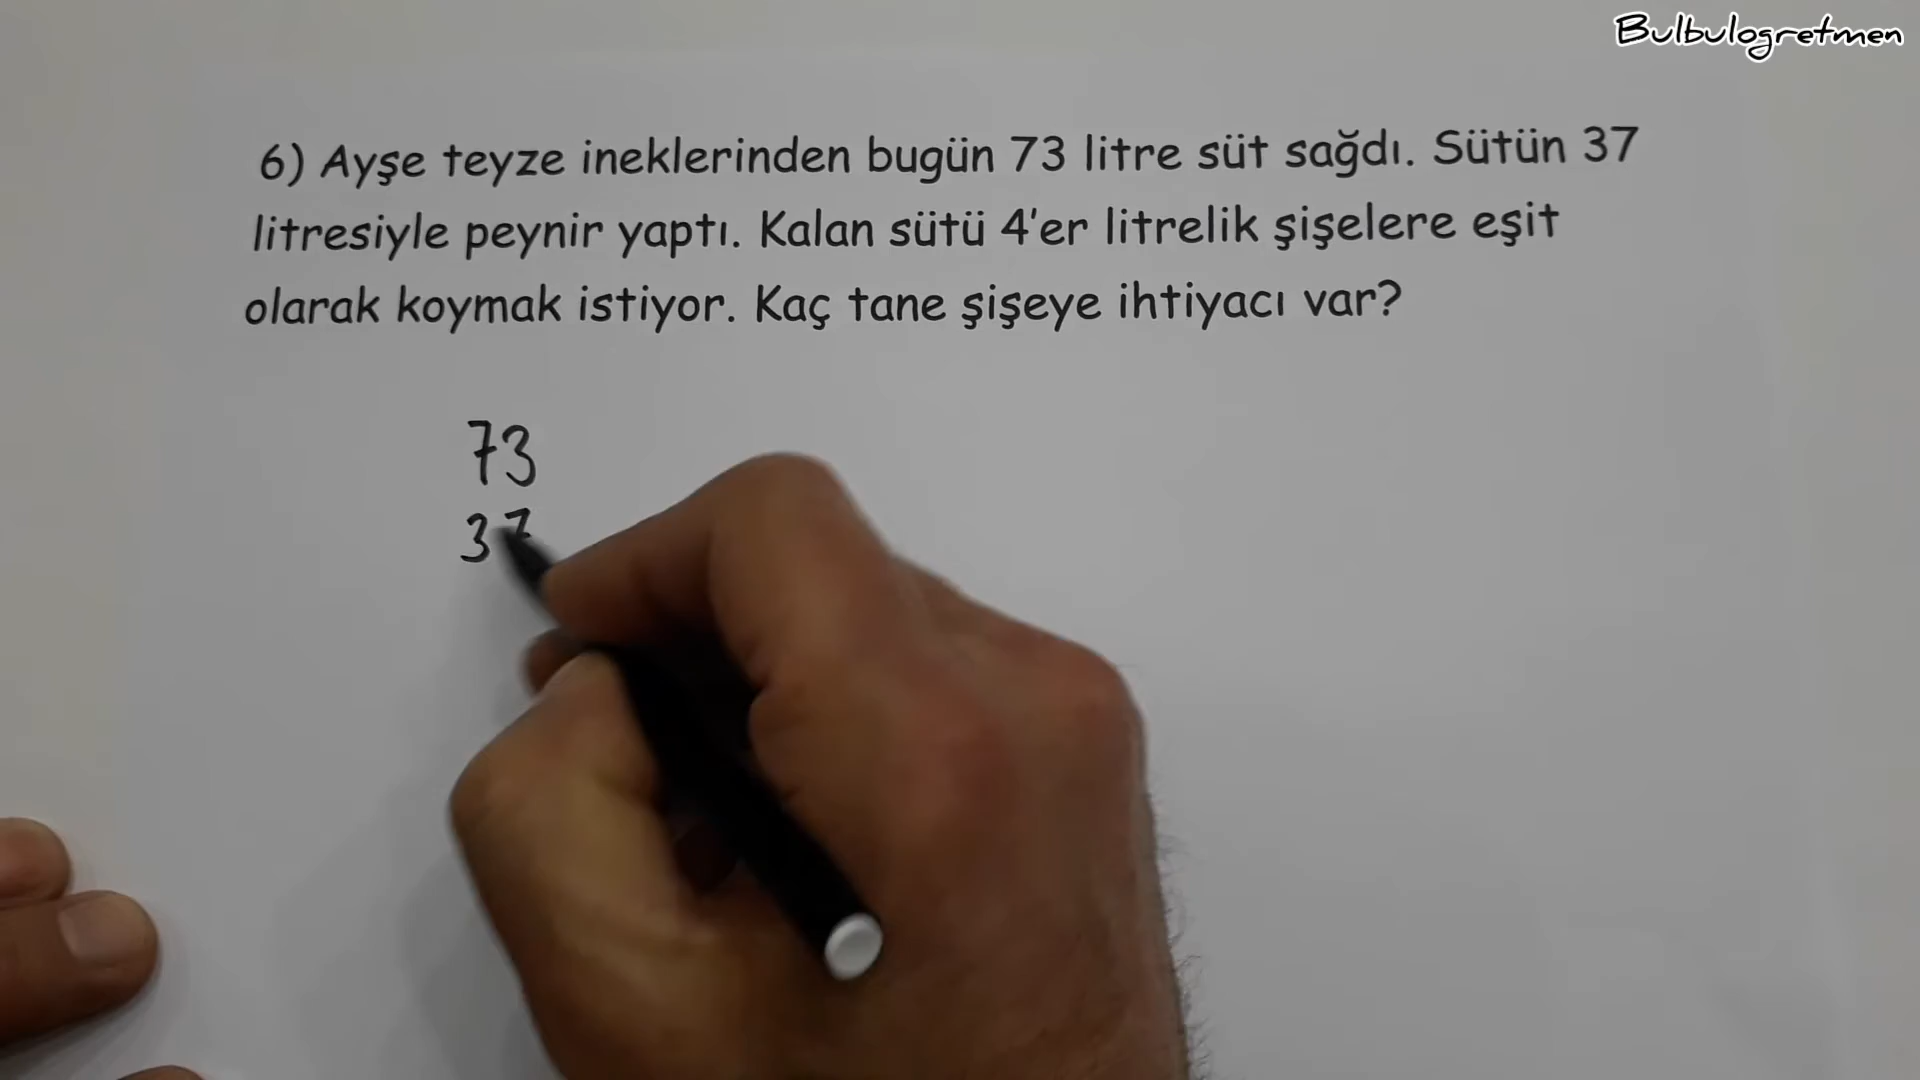 Bulbulogretmen
6) Ayşe teyze ineklerinden bugün 73 litre süt sağdı. Sütün 37
litresiyle peynir yaptı. Kalan sütü 4'er litrelik şişelere eşit
olarak koymak istiyor. Kaç tane şişeye ihtiyacı var?
73
37